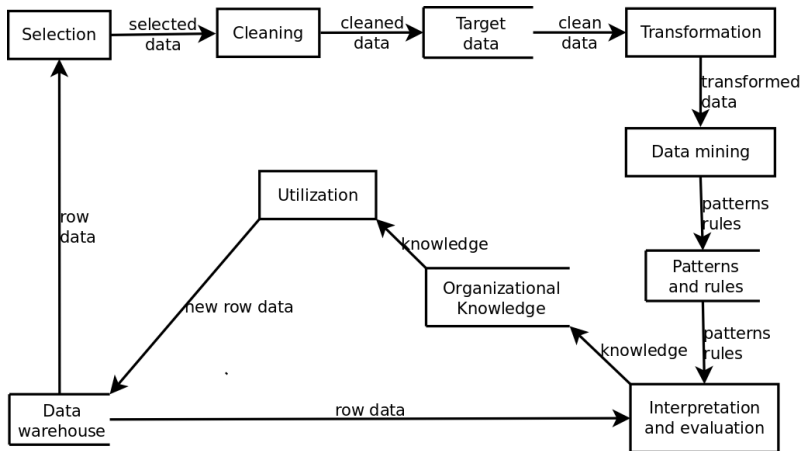 Selection
selected
data
Cleaning
cleaned
data
Target
data
clean
data
Transformation
transformed
data
Data mining
patterns
rules
Patterns
and rules
patterns
rules
Interpretation
and evaluation
knowledge
Organizational
Knowledge
knowledge
Utilization
new row data
Data
warehouse
row data
row
data